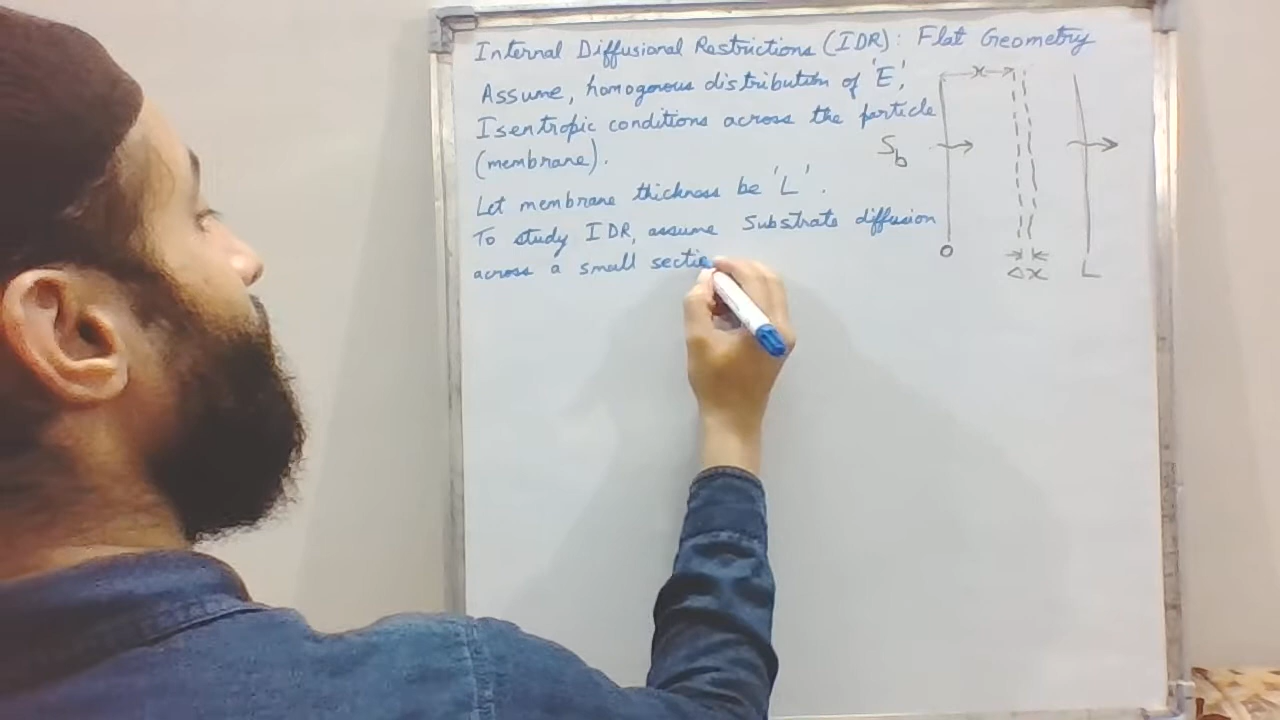 Internal Diffusional Restrictions (IDR): Flat Geometry
Assume, homogenous distribution of 'E',
Isentropic conditions across the particle
(membrane).
Let membrane thickness be 'L'.
To study IDR, assume substrate diffusion
across a small sectio
x
Sb
0
Δx
L